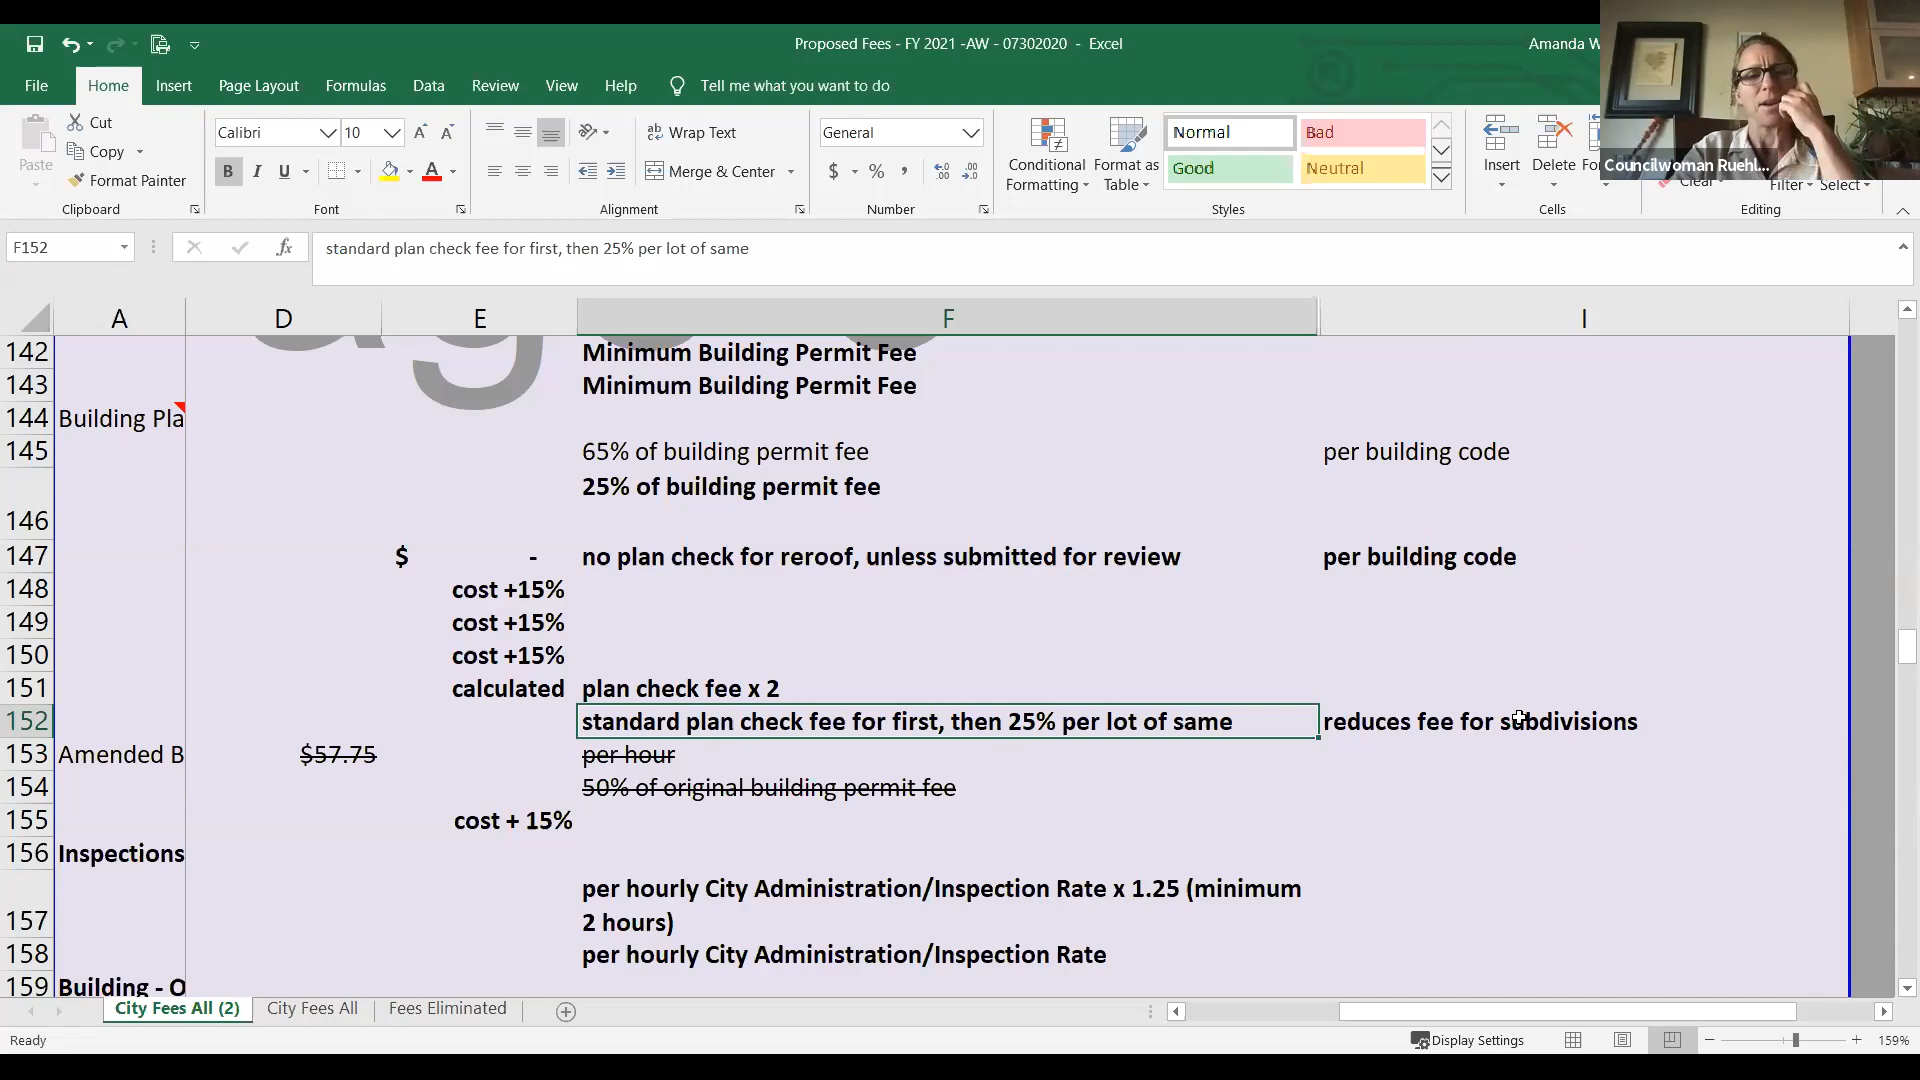 Proposed Fees - FY 2021 -AW - 07302020 - Excel
Amanda W
File Home Insert Page Layout Formulas Data Review View Help Tell me what you want to do
Paste
Cut
Copy
Format Painter
Clipboard
Calibri 10
B I U
Font
Wrap Text
Merge & Center
Alignment
General
$ % ,
Number
Conditional Formatting
Format as Table
Normal Bad
Good Neutral
Styles
Insert Delete
Cells
Clear
Filter Select
Editing
Councilwoman Ruehl...
F152
fx
standard plan check fee for first, then 25% per lot of same
A D E F I
142 Minimum Building Permit Fee
143 Minimum Building Permit Fee
144 Building Pla
145 65% of building permit fee per building code
146 25% of building permit fee
147 $ - no plan check for reroof, unless submitted for review per building code
148 cost +15%
149 cost +15%
150 cost +15%
151 calculated plan check fee x 2
152 standard plan check fee for first, then 25% per lot of same reduces fee for subdivisions
153 Amended B $57.75 per hour
154 50% of original building permit fee
155 cost + 15%
156 Inspections
157 per hourly City Administration/Inspection Rate x 1.25 (minimum
2 hours)
158 per hourly City Administration/Inspection Rate
159 Building - O
City Fees All (2) City Fees All Fees Eliminated
Ready
Display Settings
159%